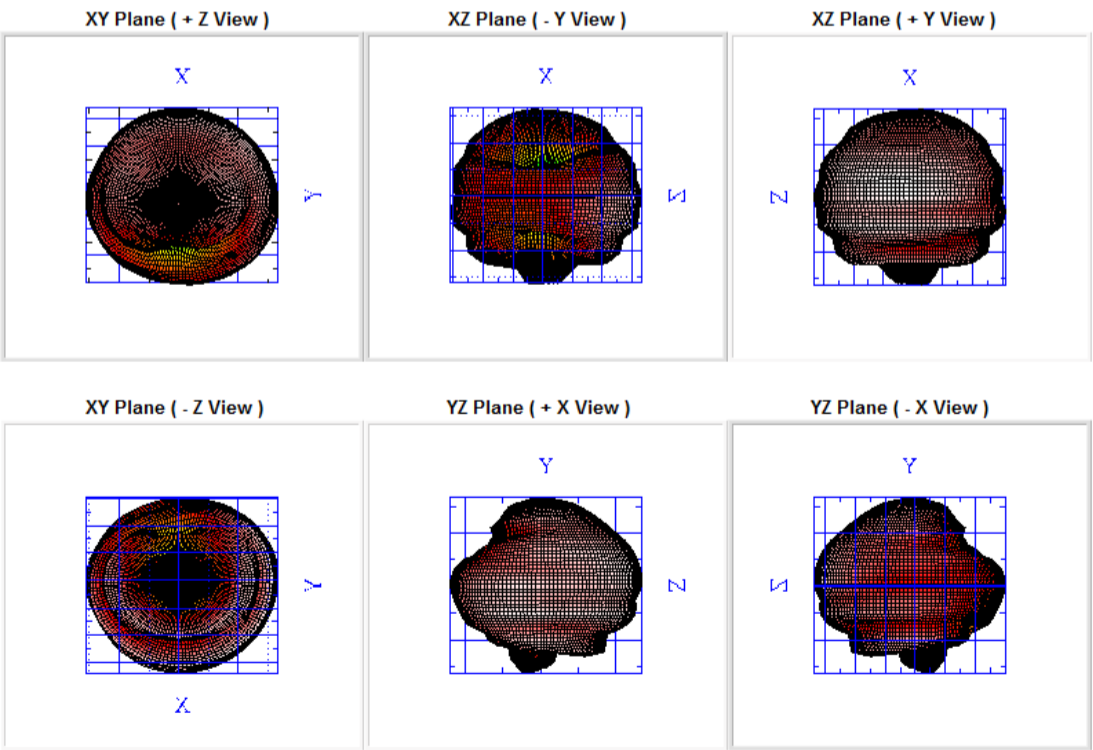 XY Plane ( + Z View )
XZ Plane ( - Y View )
XZ Plane ( + Y View )
X
Y
X
Z
X
Z
XY Plane ( - Z View )
YZ Plane ( + X View )
YZ Plane ( - X View )
Y
X
Y
Z
Y
Z